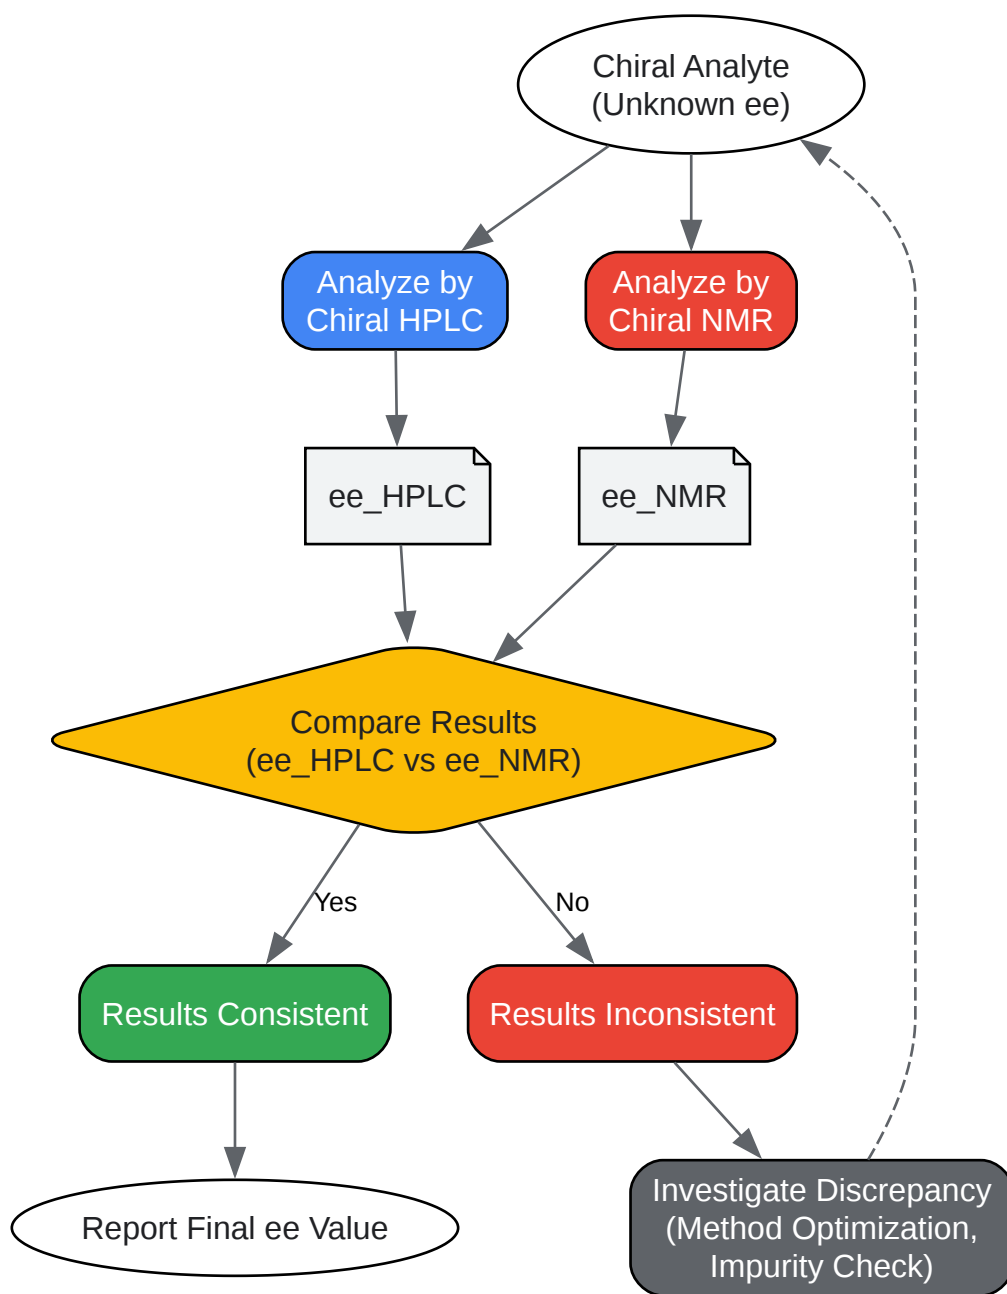 Chiral Analyte
(Unknown ee)
Analyze by
Chiral HPLC
Analyze by
Chiral NMR
ee_HPLC
ee_NMR
Compare Results
(ee_HPLC vs ee_NMR)
Yes
No
Results Consistent
Results Inconsistent
Investigate Discrepancy
(Method Optimization,
Impurity Check)
Report Final ee Value